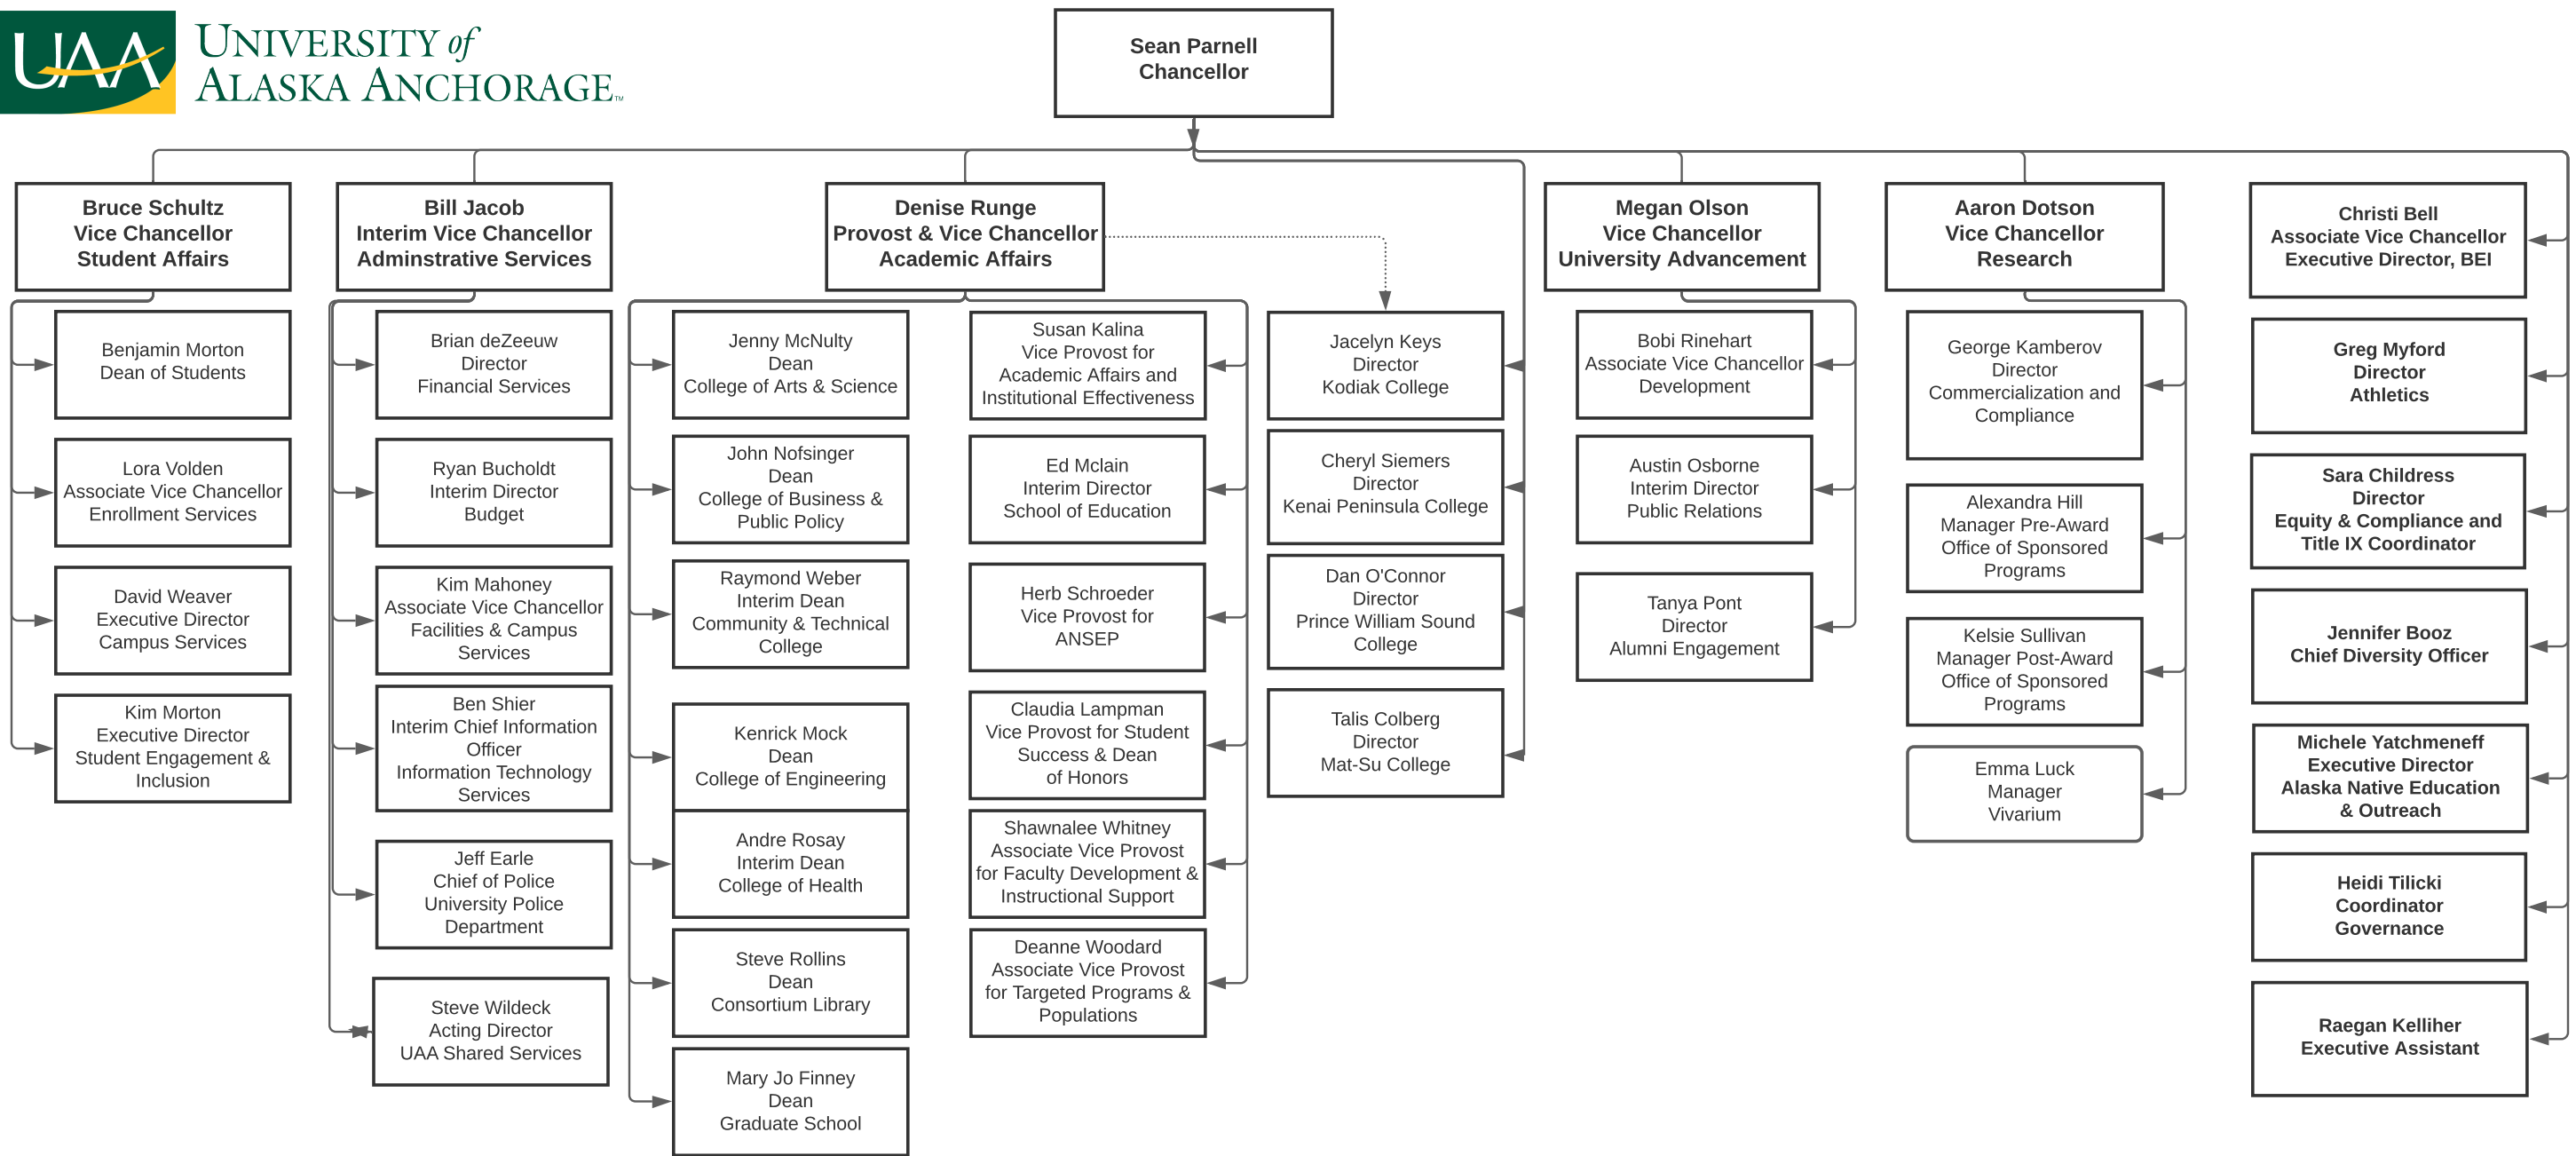 UAA
UNIVERSITY of
ALASKA ANCHORAGE™
Sean Parnell
Chancellor
Bruce Schultz
Vice Chancellor
Student Affairs
Bill Jacob
Interim Vice Chancellor
Adminstrative Services
Denise Runge
Provost & Vice Chancellor
Academic Affairs
Megan Olson
Vice Chancellor
University Advancement
Aaron Dotson
Vice Chancellor
Research
Benjamin Morton
Dean of Students
Lora Volden
Associate Vice Chancellor
Enrollment Services
David Weaver
Executive Director
Campus Services
Kim Morton
Executive Director
Student Engagement &
Inclusion
Brian deZeeuw
Director
Financial Services
Ryan Bucholdt
Interim Director
Budget
Kim Mahoney
Associate Vice Chancellor
Facilities & Campus
Services
Ben Shier
Interim Chief Information
Officer
Information Technology
Services
Jeff Earle
Chief of Police
University Police
Department
Steve Wildeck
Acting Director
UAA Shared Services
Jenny McNulty
Dean
College of Arts & Science
John Nofsinger
Dean
College of Business &
Public Policy
Raymond Weber
Interim Dean
Community & Technical
College
Kenrick Mock
Dean
College of Engineering
Andre Rosay
Interim Dean
College of Health
Steve Rollins
Dean
Consortium Library
Mary Jo Finney
Dean
Graduate School
Susan Kalina
Vice Provost for
Academic Affairs and
Institutional Effectiveness
Ed Mclain
Interim Director
School of Education
Herb Schroeder
Vice Provost for
ANSEP
Claudia Lampman
Vice Provost for Student
Success & Dean
of Honors
Shawnalee Whitney
Associate Vice Provost
for Faculty Development &
Instructional Support
Deanne Woodard
Associate Vice Provost
for Targeted Programs &
Populations
Jacelyn Keys
Director
Kodiak College
Cheryl Siemers
Director
Kenai Peninsula College
Dan O'Connor
Director
Prince William Sound
College
Talis Colberg
Director
Mat-Su College
Bobi Rinehart
Associate Vice Chancellor
Development
Austin Osborne
Interim Director
Public Relations
Tanya Pont
Director
Alumni Engagement
George Kamberov
Director
Commercialization and
Compliance
Alexandra Hill
Manager Pre-Award
Office of Sponsored
Programs
Kelsie Sullivan
Manager Post-Award
Office of Sponsored
Programs
Emma Luck
Manager
Vivarium
Christi Bell
Associate Vice Chancellor
Executive Director, BEI
Greg Myford
Director
Athletics
Sara Childress
Director
Equity & Compliance and
Title IX Coordinator
Jennifer Booz
Chief Diversity Officer
Michele Yatchmeneff
Executive Director
Alaska Native Education
& Outreach
Heidi Tilicki
Coordinator
Governance
Raegan Kelliher
Executive Assistant